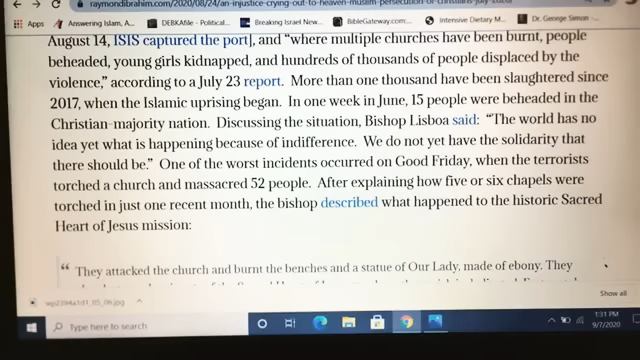 raymondibrahim.com/2020/08/24/an-injustice-crying-out-to-heaven-muslim-persecution-of-christians-july-2020/
Apps Answering Islam, A... DEBKAfile - Political... Breaking Israel New... BibleGateway.com:... Intensive Dietary M... Dr. George Simon -...
August 14, ISIS captured the port], and “where multiple churches have been burnt, people
beheaded, young girls kidnapped, and hundreds of thousands of people displaced by the
violence,” according to a July 23 report. More than one thousand have been slaughtered since
2017, when the Islamic uprising began. In one week in June, 15 people were beheaded in the
Christian-majority nation. Discussing the situation, Bishop Lisboa said: “The world has no
idea yet what is happening because of indifference. We do not yet have the solidarity that
there should be.” One of the worst incidents occurred on Good Friday, when the terrorists
torched a church and massacred 52 people. After explaining how five or six chapels were
torched in just one recent month, the bishop described what happened to the historic Sacred
Heart of Jesus mission:
“ They attacked the church and burnt the benches and a statue of Our Lady, made of ebony. They
Show all
Type here to search
1:31 PM
9/7/2020